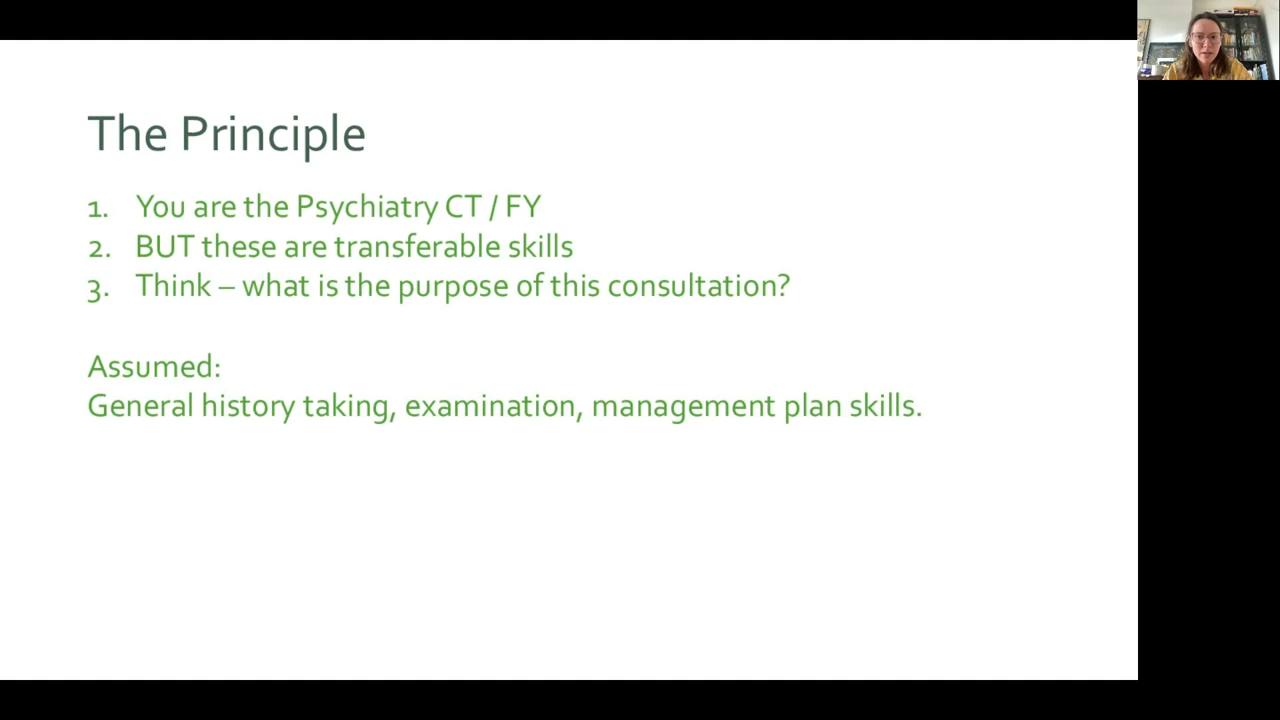 The Principle
1. You are the Psychiatry CT / FY
2. BUT these are transferable skills
3. Think – what is the purpose of this consultation?
Assumed:
General history taking, examination, management plan skills.